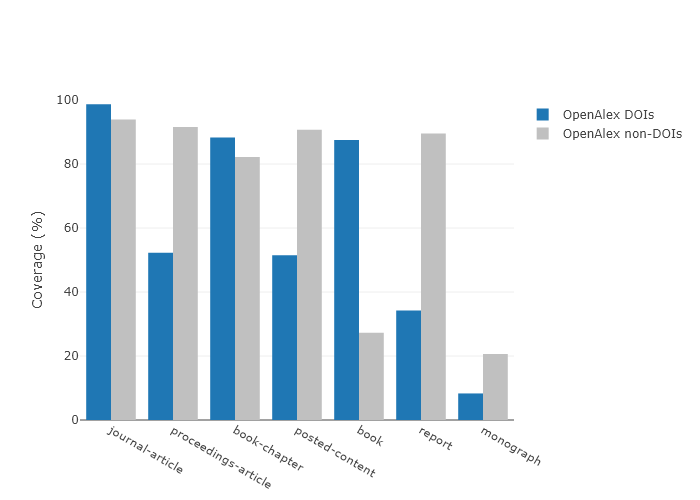 OpenAlex DOIs
OpenAlex non-DOIs
Coverage (%)
100
80
60
40
20
0
journal-article
proceedings-article
book-chapter
posted-content
book
report
monograph